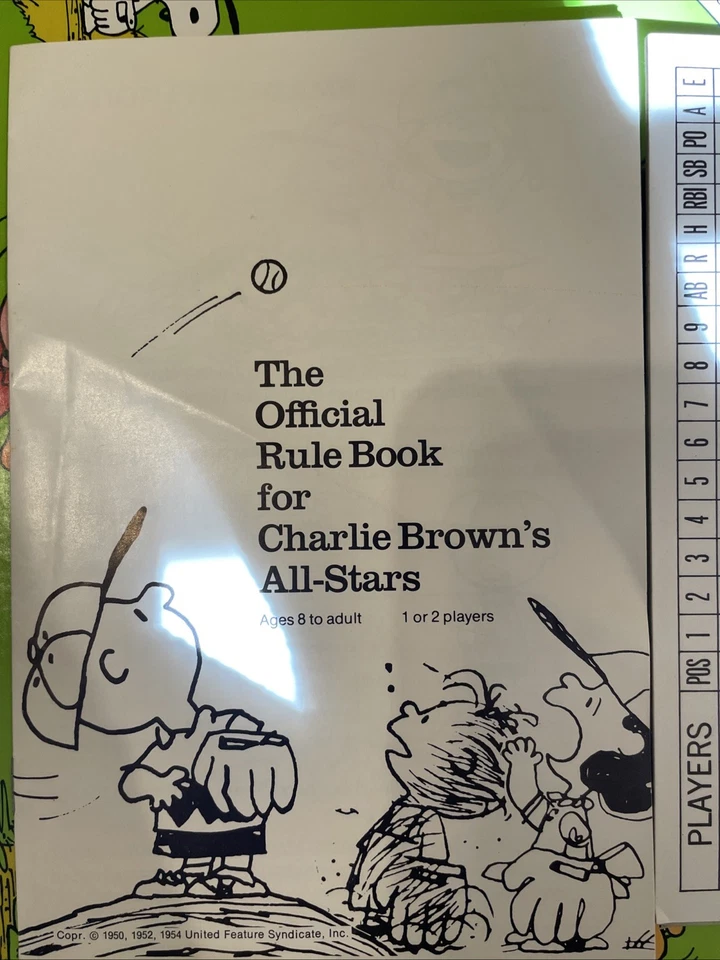 The
Official
Rule Book
for
Charlie Brown's
All-Stars
Ages 8 to adult 1 or 2 players
Copr. © 1950, 1952, 1954 United Feature Syndicate, Inc.
PLAYERS POS 1 2 3 4 5 6 7 8 9 AB R H RBI SB PO A E